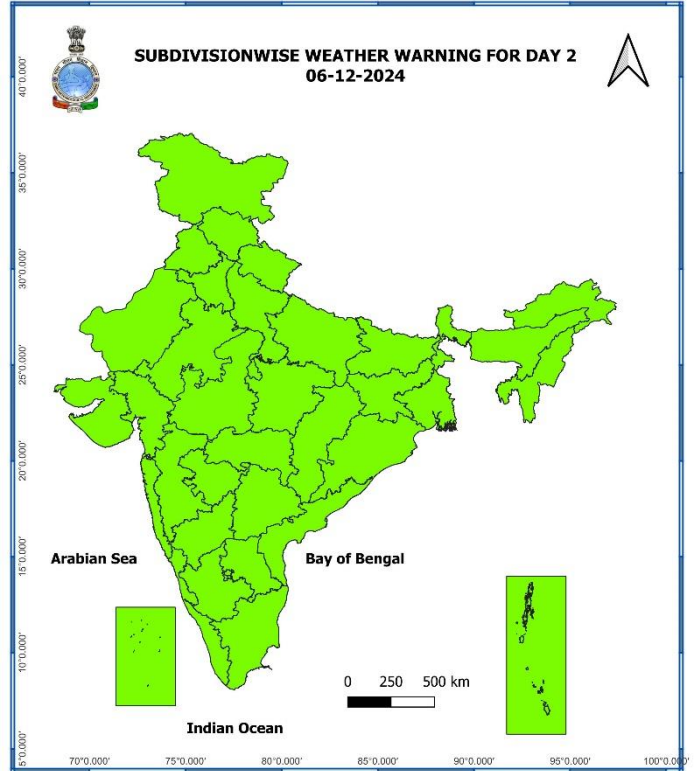 SUBDIVISIONWISE WEATHER WARNING FOR DAY 2
06-12-2024
40°0.000'
35°0.000'
30°0.000'
25°0.000'
20°0.000'
15°0.000'
10°0.000'
5°0.000'
Arabian Sea
Bay of Bengal
0 250 500 km
Indian Ocean
70°0.000' 75°0.000' 80°0.000' 85°0.000' 90°0.000' 95°0.000' 100°0.000'